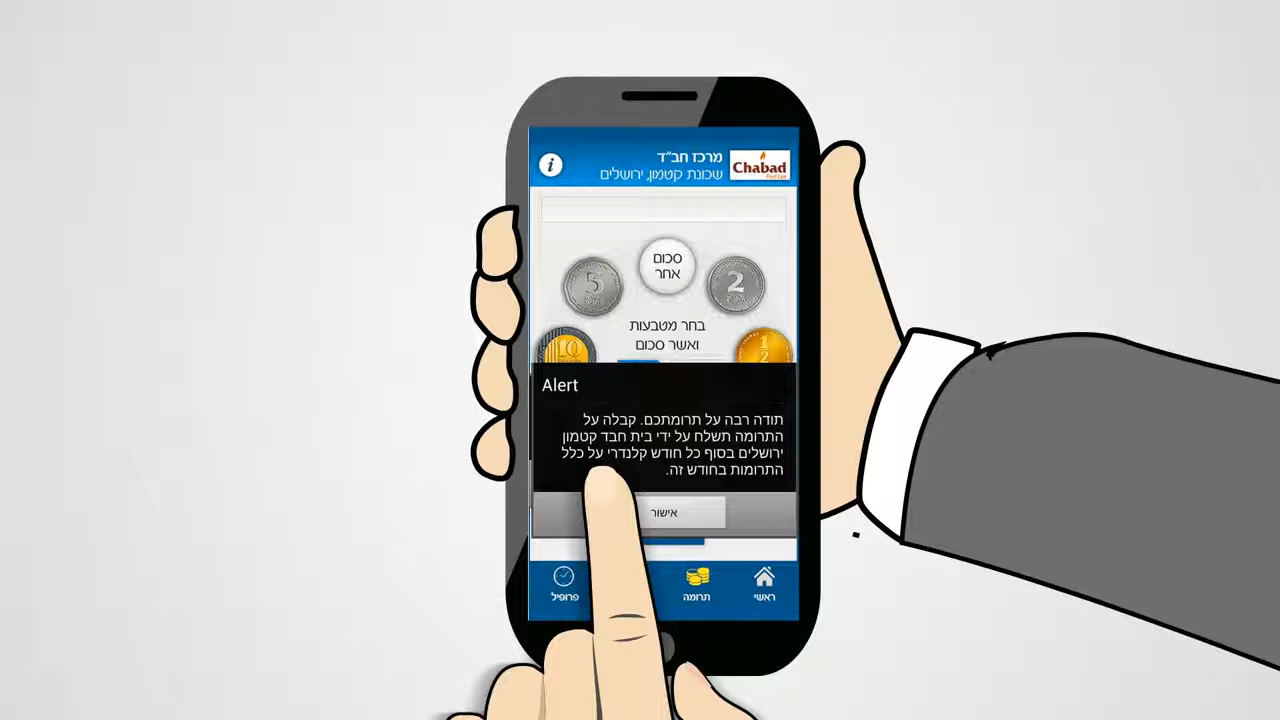 i
מרכז חב"ד
שכונת קטמון, ירושלים
Chabad
Fort Lee
סכום
אחר
5
2
בחר מטבעות
ואשר סכום
10
1
2
Alert
תודה רבה על תרומתכם. קבלה על
התרומה תשלח על ידי בית חבד קטמון
ירושלים בסוף כל חודש קלנדרי על כלל
התרומות בחודש זה.
אישור
ראשי
תרומה
פרופיל